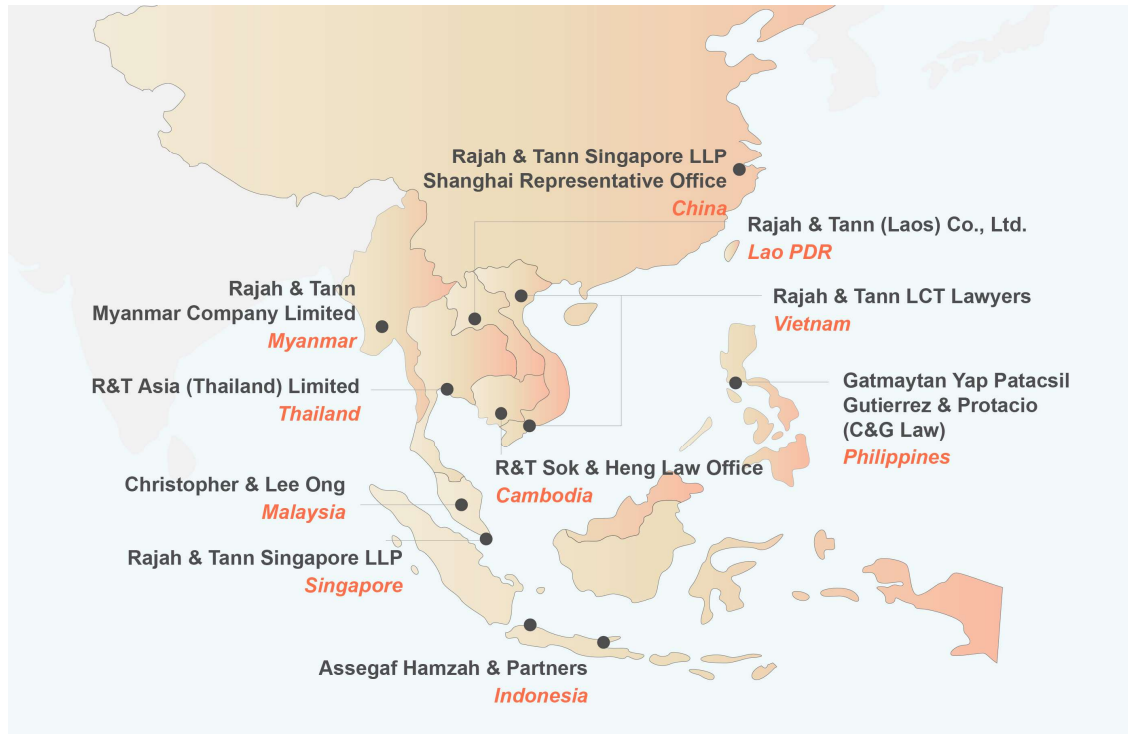 Rajah & Tann Singapore LLP
Shanghai Representative Office
China
Rajah & Tann (Laos) Co., Ltd.
Lao PDR
Rajah & Tann
Myanmar Company Limited
Myanmar
Rajah & Tann LCT Lawyers
Vietnam
R&T Asia (Thailand) Limited
Thailand
Gatmaytan Yap Patacsil
Gutierrez & Protacio
(C&G Law)
Philippines
R&T Sok & Heng Law Office
Cambodia
Christopher & Lee Ong
Malaysia
Rajah & Tann Singapore LLP
Singapore
Assegaf Hamzah & Partners
Indonesia